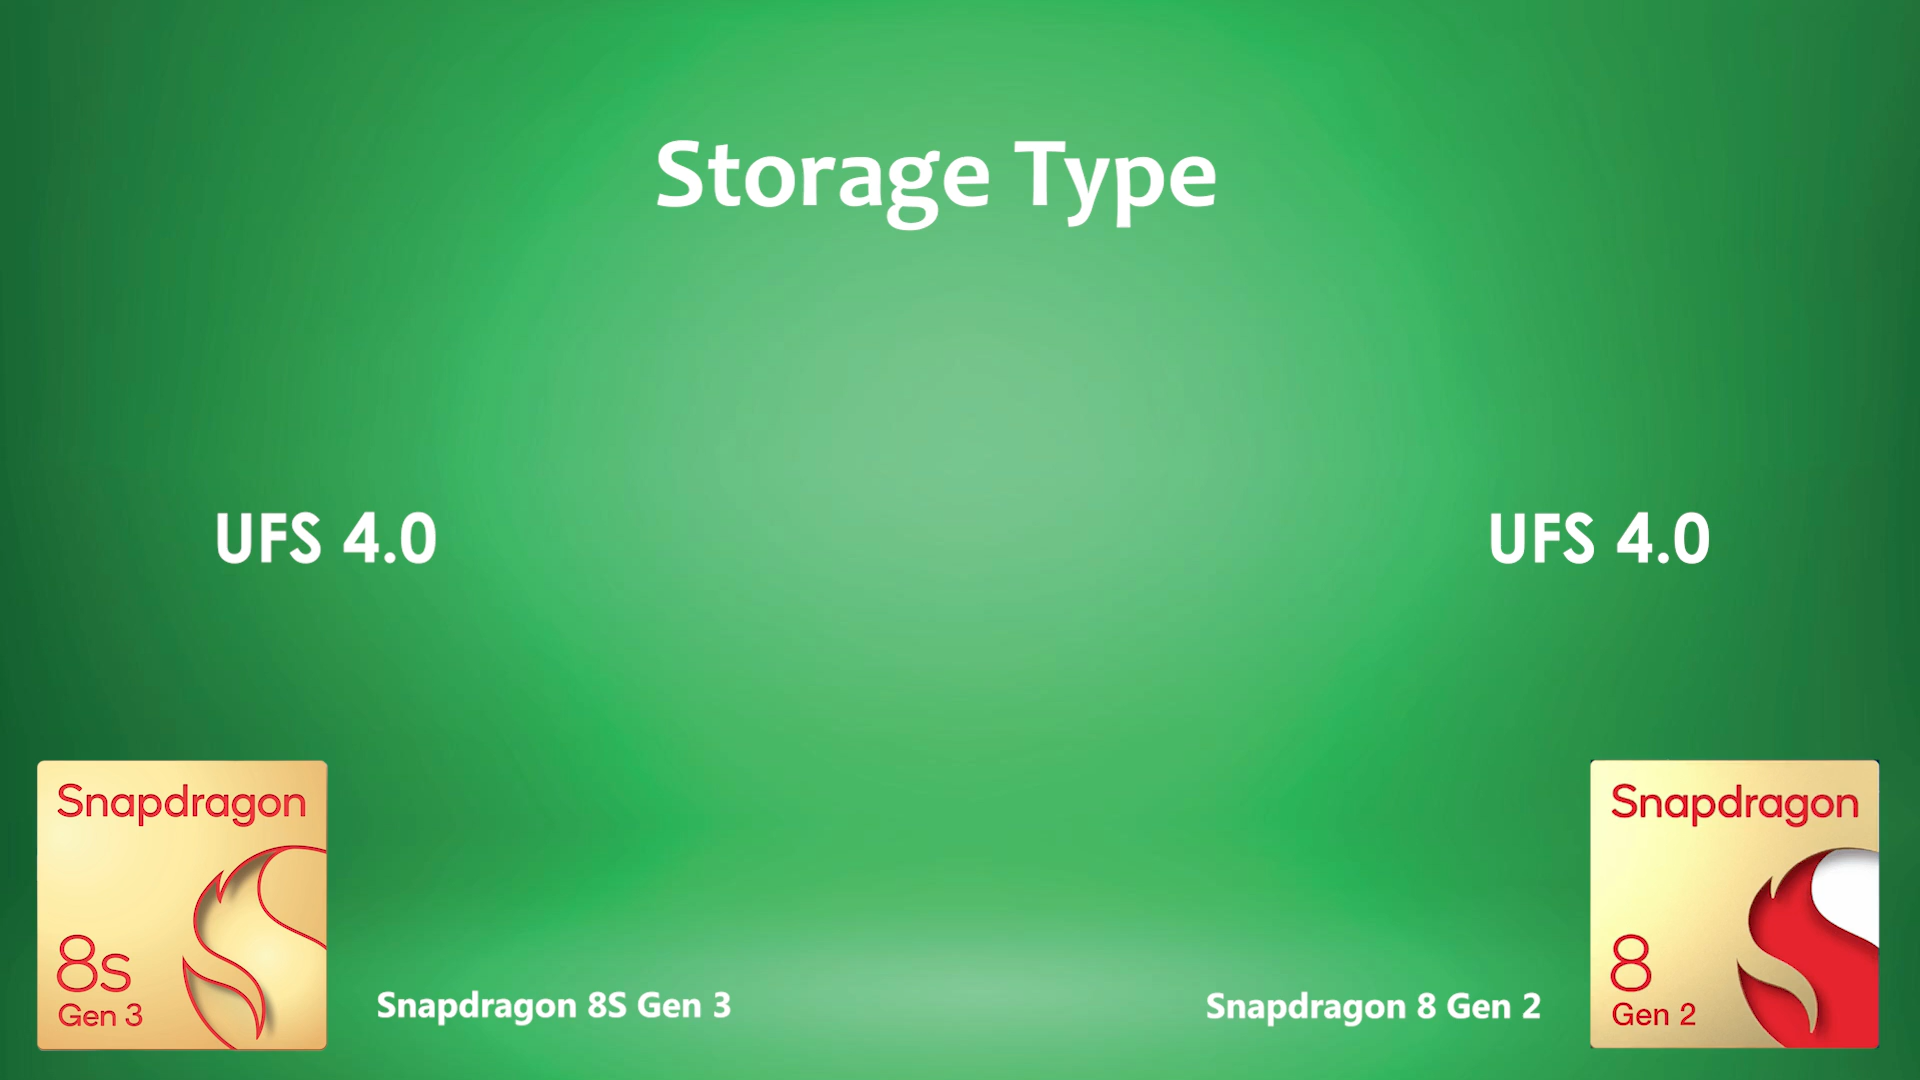 Storage Type
UFS 4.0
UFS 4.0
Snapdragon
8s
Gen 3
Snapdragon 8S Gen 3
Snapdragon 8 Gen 2
Snapdragon
8
Gen 2